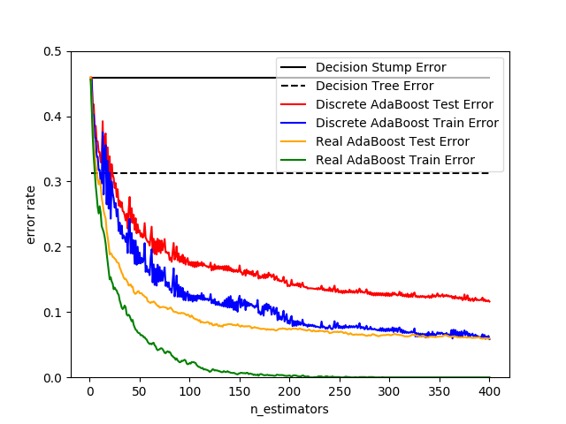 0.5
0.4
0.3
0.2
0.1
0.0
error rate
Decision Stump Error
Decision Tree Error
Discrete AdaBoost Test Error
Discrete AdaBoost Train Error
Real AdaBoost Test Error
Real AdaBoost Train Error
0 50 100 150 200 250 300 350 400
n_estimators